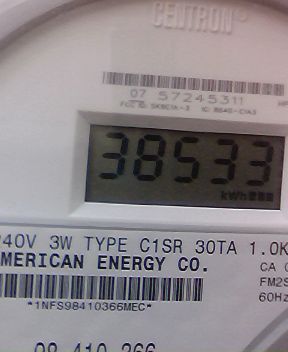 CENTRON®
07 57245311
38533
kWh
240V 3W TYPE C1SR 30TA 1.0K
AMERICAN ENERGY CO.
CA
FM2S
60Hz
*1NFS98410366MEC*
98 410 366